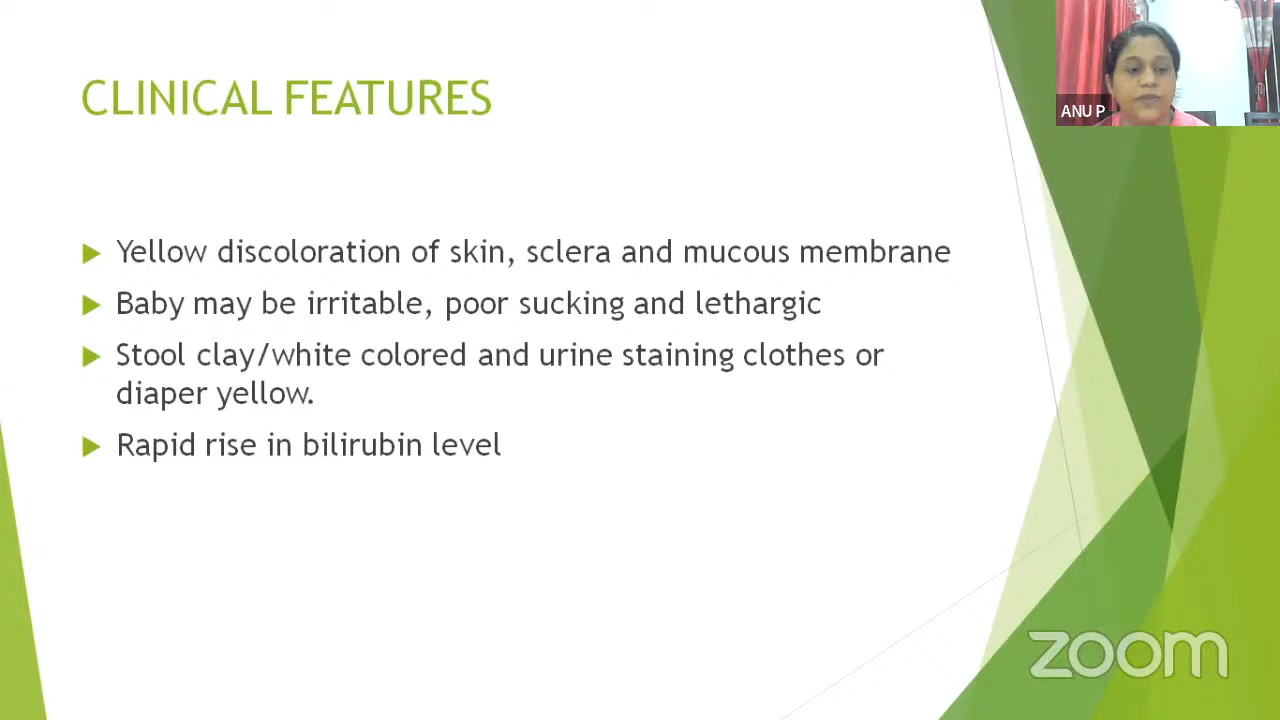 CLINICAL FEATURES
ANU P
Yellow discoloration of skin, sclera and mucous membrane
Baby may be irritable, poor sucking and lethargic
Stool clay/white colored and urine staining clothes or
diaper yellow.
Rapid rise in bilirubin level
zoom